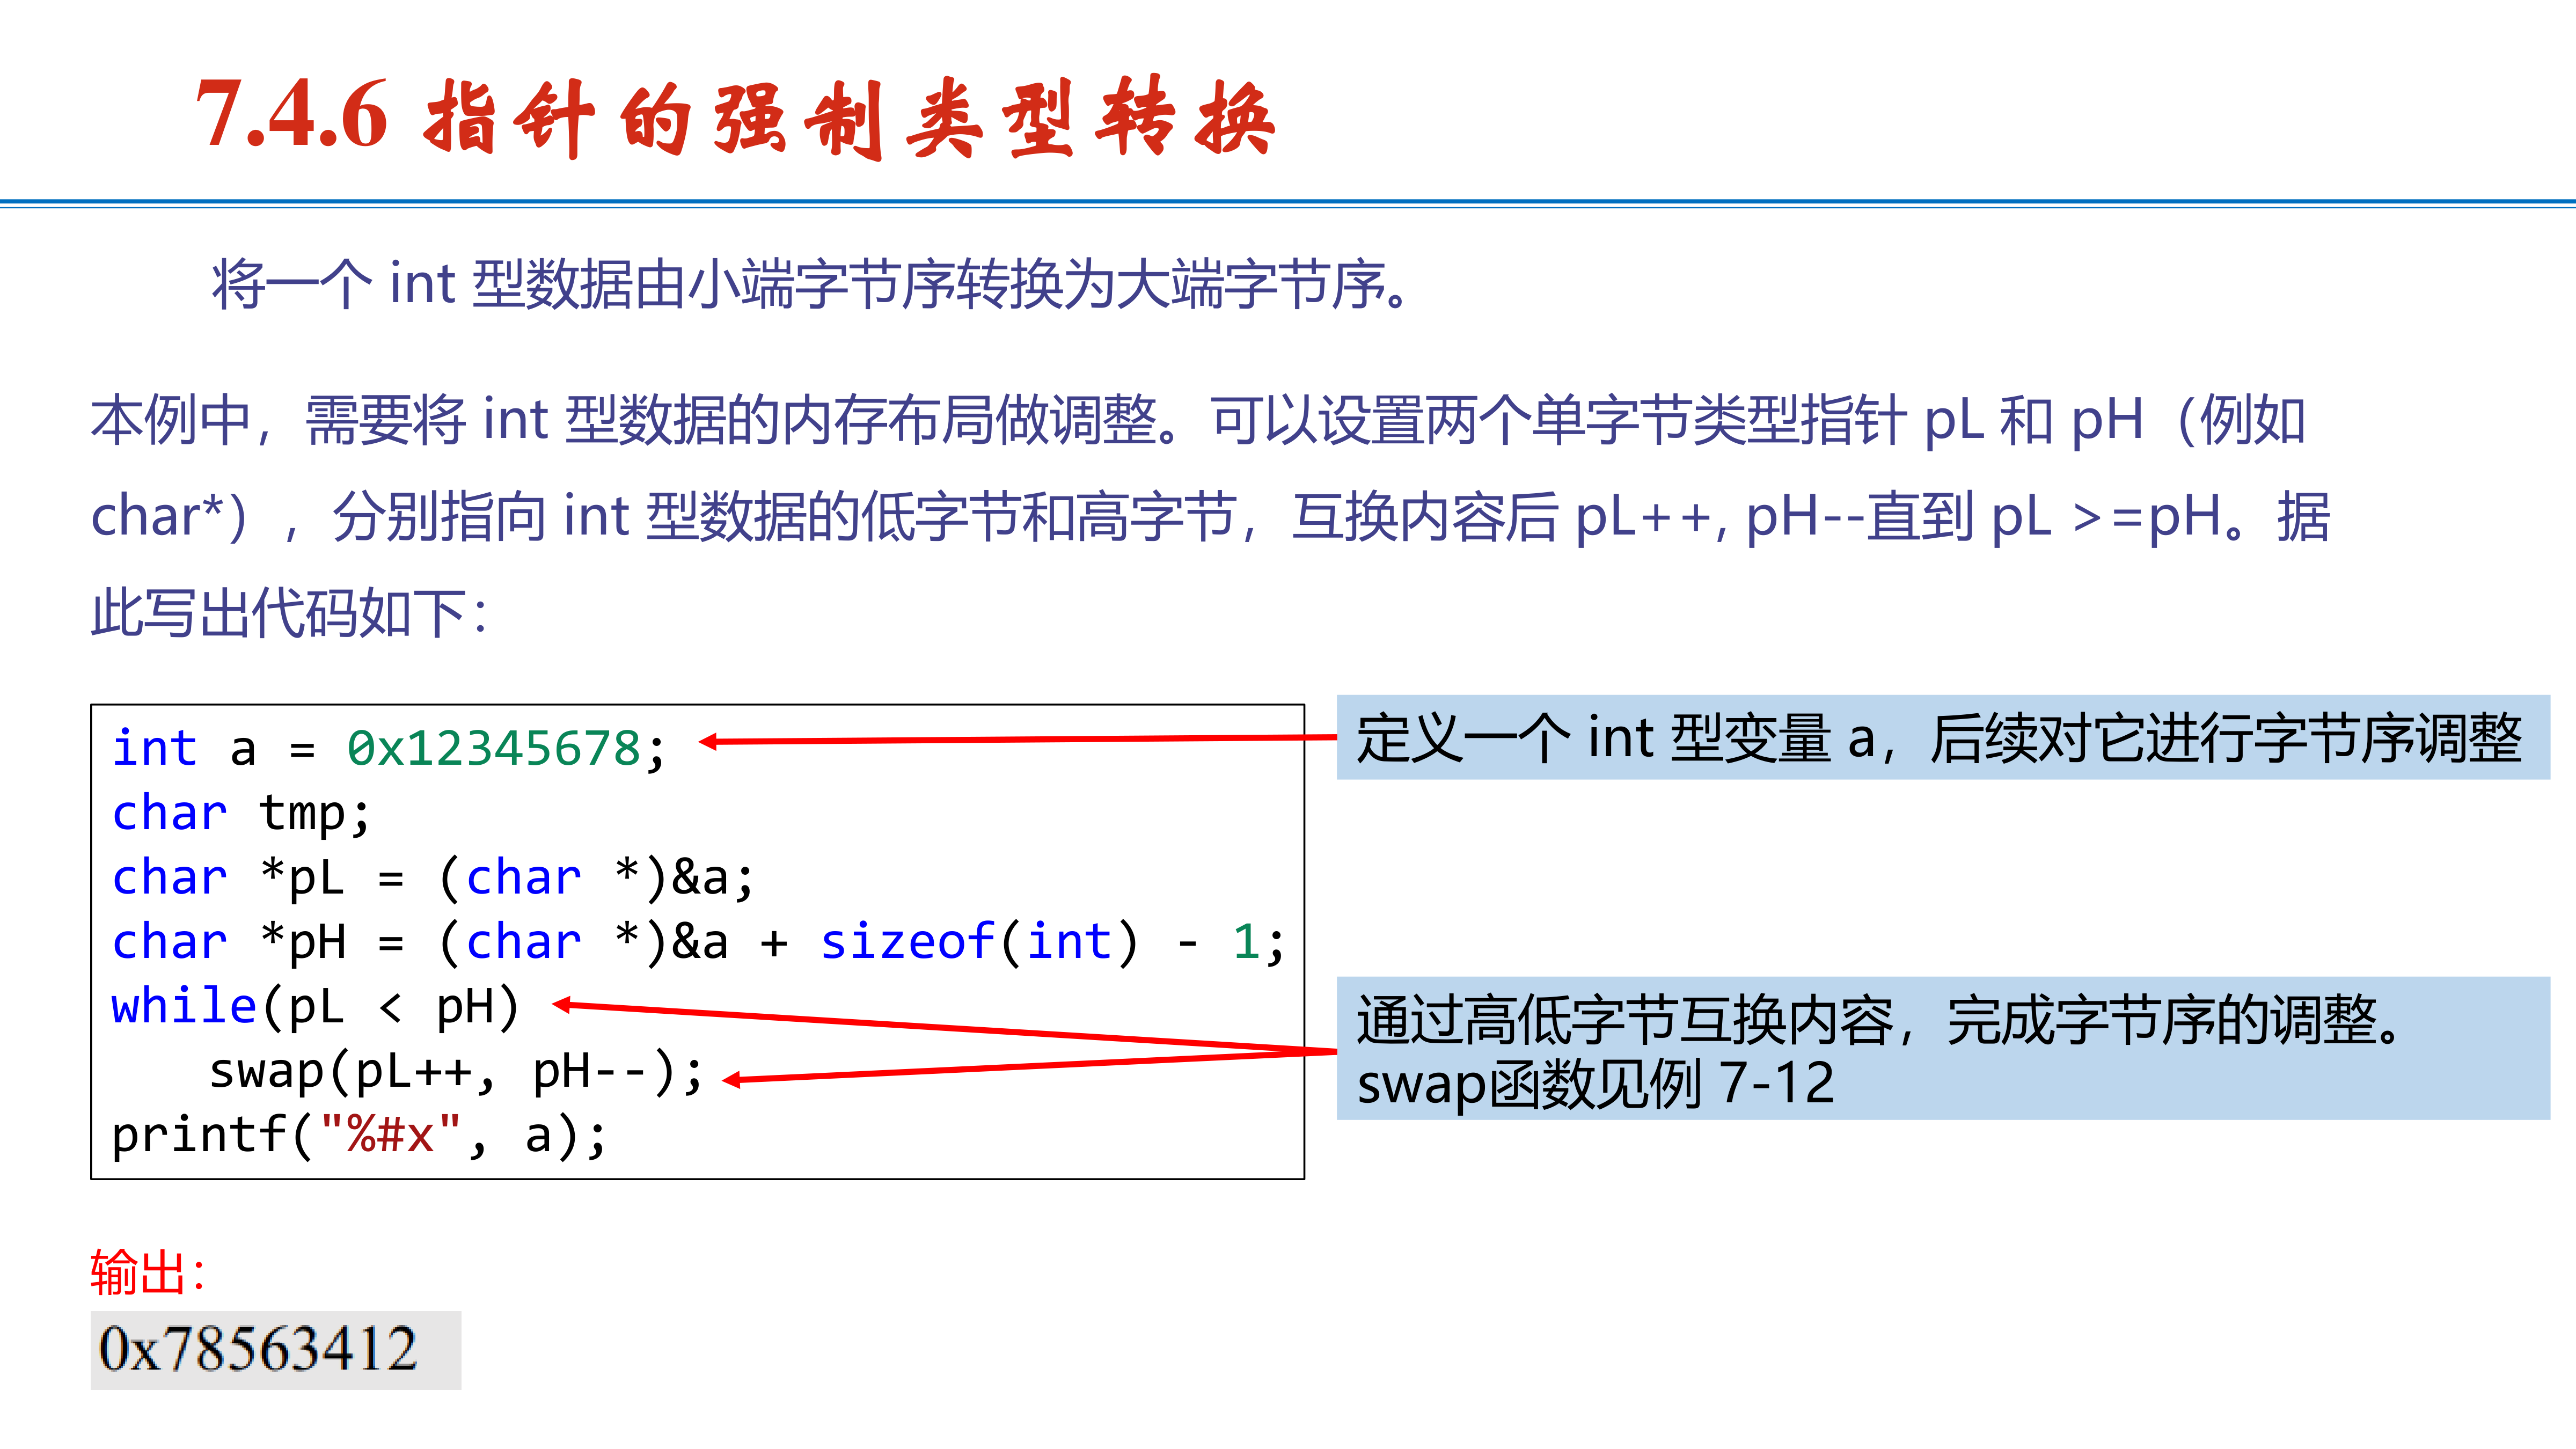 7.4.6 指针的强制类型转换
将一个 int 型数据由小端字节序转换为大端字节序。
本例中，需要将 int 型数据的内存布局做调整。可以设置两个单字节类型指针 pL 和 pH（例如
char*），分别指向 int 型数据的低字节和高字节，互换内容后 pL++, pH--直到 pL >=pH。据
此写出代码如下：
int a = 0x12345678;
定义一个 int 型变量 a，后续对它进行字节序调整
char tmp;
char *pL = (char *)&a;
char *pH = (char *)&a + sizeof(int) - 1;
while(pL < pH)
swap(pL++, pH--);
printf("%#x", a);
通过高低字节互换内容，完成字节序的调整。
swap函数见例 7-12
输出：
0x78563412